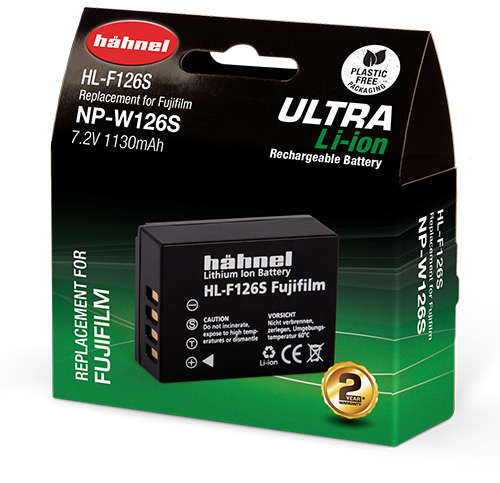 hähnel
HL-F126S
Replacement for Fujifilm
NP-W126S
7.2V 1130mAh
PLASTIC
FREE
PACKAGING
ULTRA
Li-ion
Rechargeable Battery
REPLACEMENT FOR
FUJIFILM
hähnel
Lithium Ion Battery
HL-F126S Fujifilm
CAUTION
Do not incinerate,
expose to high temp-
eratures or dismantle.
VORSICHT
Nicht verbrennen,
zerlegen, Umgebungs-
temperatur 60°C
CE
Li-ion
2
YEAR
WARRANTY
HL-F126S
Replacement for Fujifilm
NP-W126S